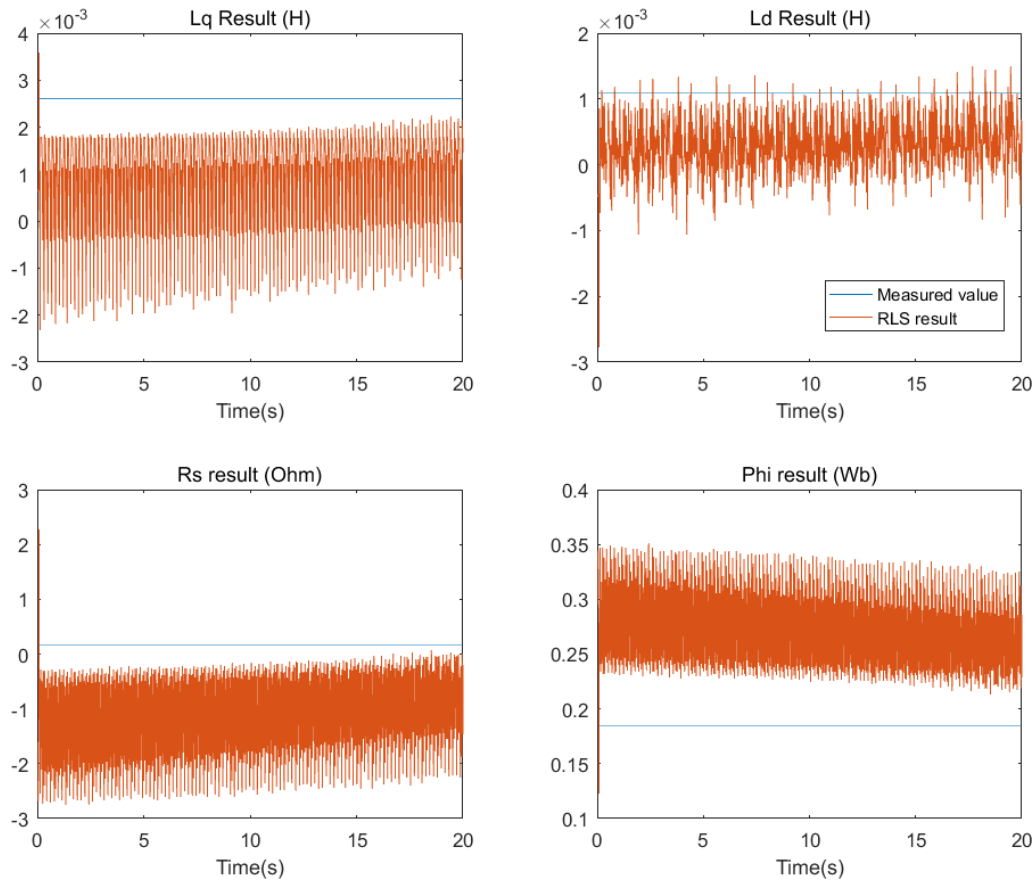 Lq Result (H)
×10⁻³
4
3
2
1
0
-1
-2
-3
0 5 10 15 20
Time(s)
Ld Result (H)
×10⁻³
2
1
0
-1
-2
-3
Measured value
RLS result
0 5 10 15 20
Time(s)
Rs result (Ohm)
3
2
1
0
-1
-2
-3
0 5 10 15 20
Time(s)
Phi result (Wb)
0.4
0.35
0.3
0.25
0.2
0.15
0.1
0 5 10 15 20
Time(s)